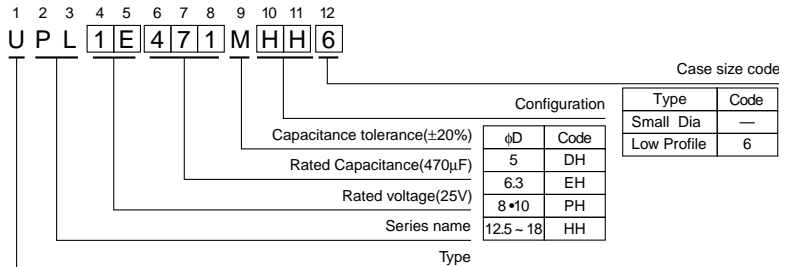 1 2 3 4 5 6 7 8 9 10 11 12
U P L 1 E 4 7 1 M H H 6
Case size code
Type Code
Small Dia —
Low Profile 6
Configuration
ϕD Code
5 DH
6.3 EH
8•10 PH
12.5 ~ 18 HH
Capacitance tolerance(±20%)
Rated Capacitance(470μF)
Rated voltage(25V)
Series name
Type